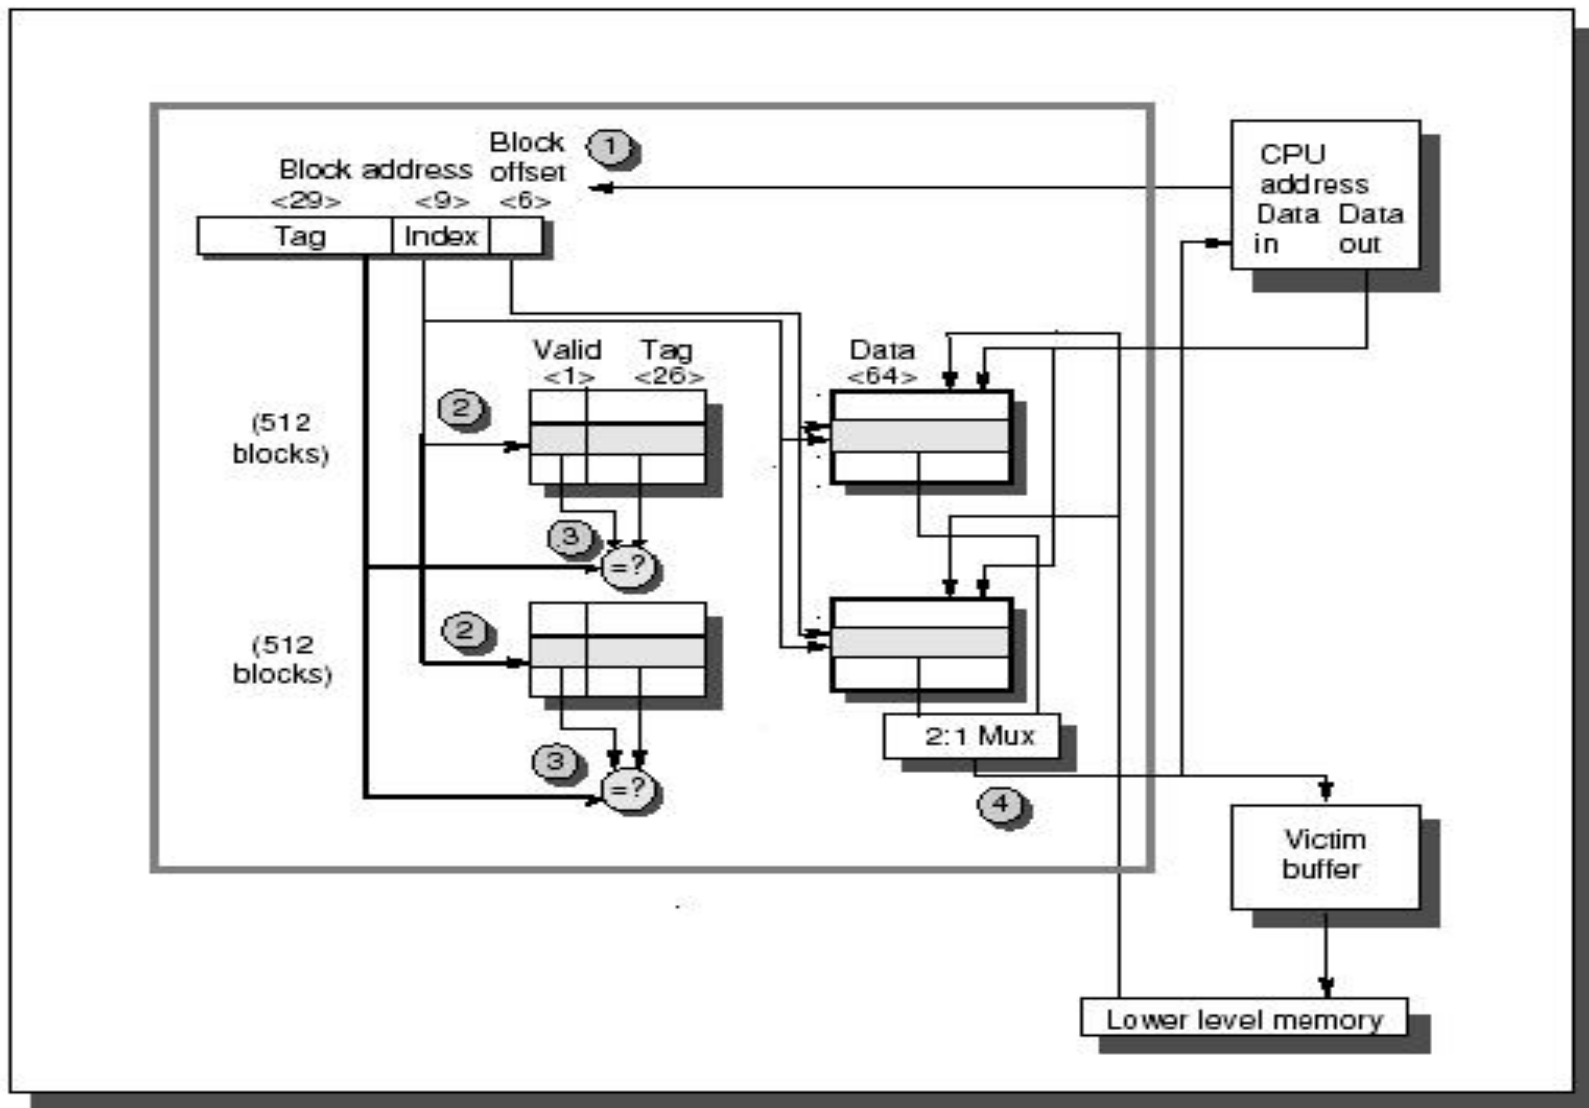 Block
offset
1
Block address
<29>
<9>
<6>
Tag
Index
CPU
address
Data
in
Data
out
Valid
<1>
Tag
<26>
Data
<64>
(512
blocks)
2
3
=?
(512
blocks)
2
3
=?
2:1 Mux
4
Victim
buffer
Lower level memory